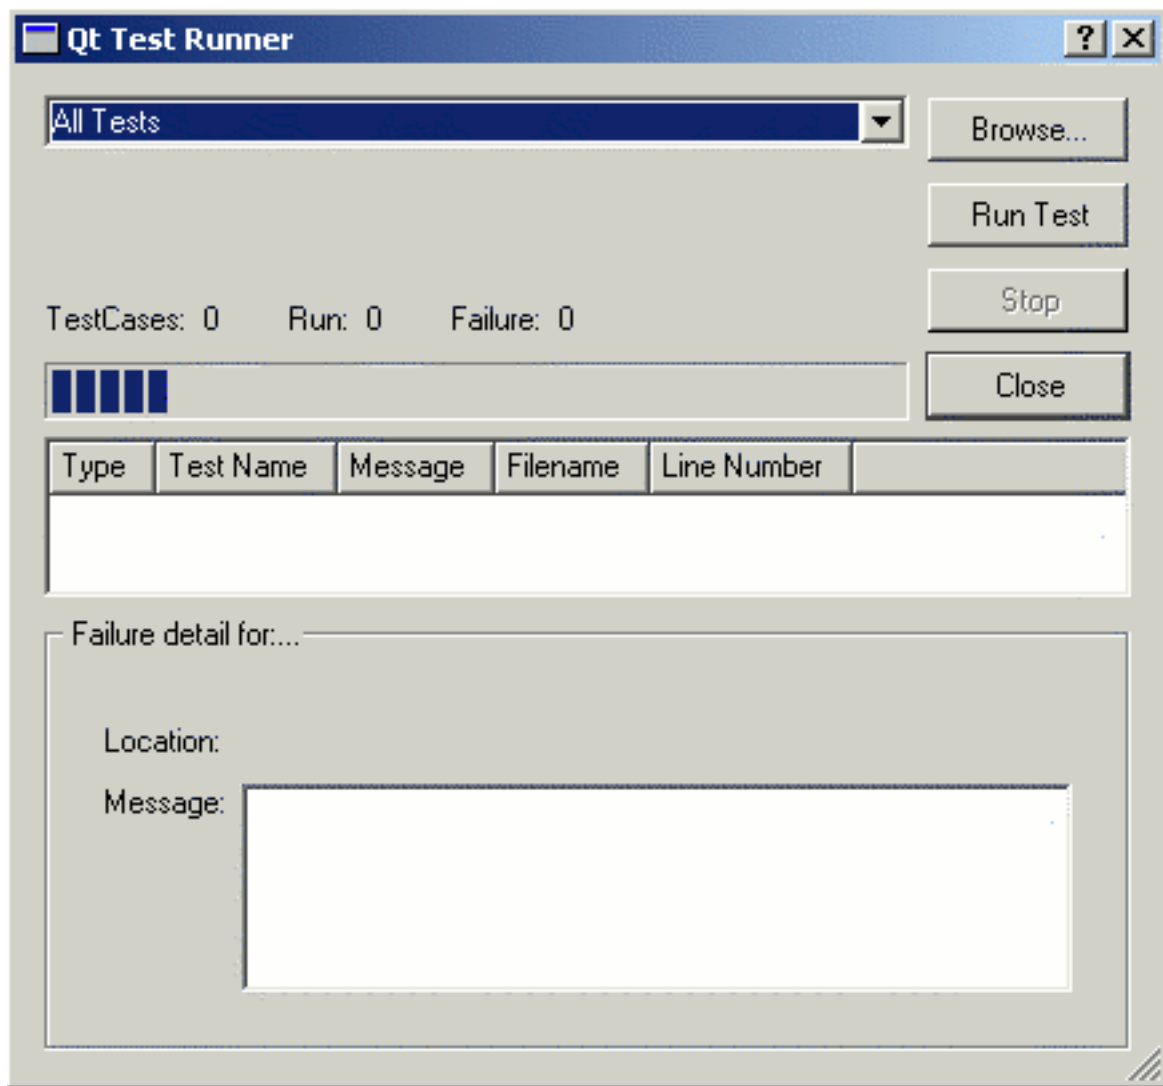 Qt Test Runner
All Tests
Browse...
Run Test
Stop
TestCases: 0 Run: 0 Failure: 0
Close
Type Test Name Message Filename Line Number
Failure detail for:...
Location:
Message: